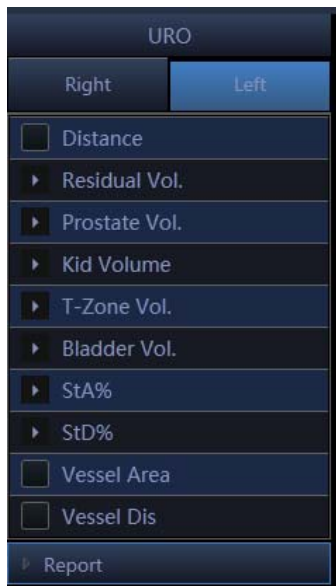 URO
Right Left
Distance
Residual Vol.
Prostate Vol.
Kid Volume
T-Zone Vol.
Bladder Vol.
StA%
StD%
Vessel Area
Vessel Dis
Report